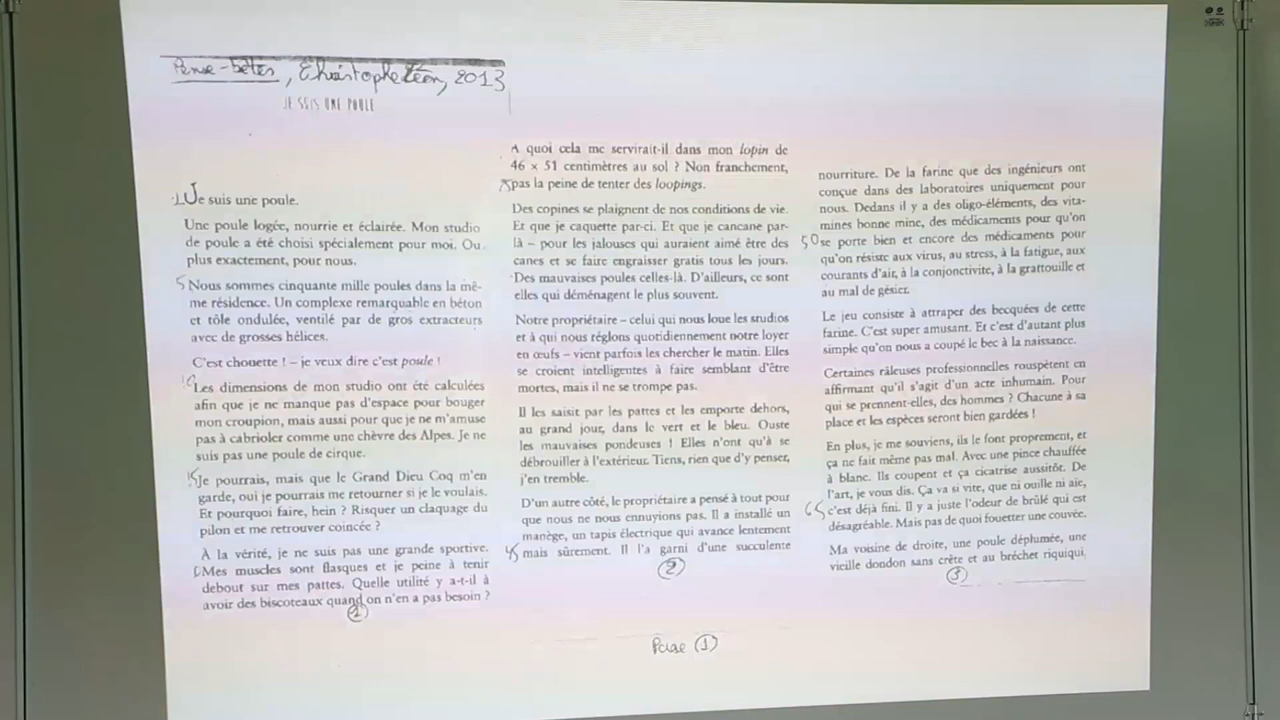 Pense-bêtes, Christophe Léon, 2013
JE SUIS UNE POULE
1 Je suis une poule.
Une poule logée, nourrie et éclairée. Mon studio
de poule a été choisi spécialement pour moi. Ou
plus exactement, pour nous.
5 Nous sommes cinquante mille poules dans la mê-
me résidence. Un complexe remarquable en béton
et tôle ondulée, ventilé par de gros extracteurs
avec de grosses hélices.
C'est chouette ! – je veux dire c'est poule !
Les dimensions de mon studio ont été calculées
afin que je ne manque pas d'espace pour bouger
mon croupion, mais aussi pour que je ne m'amuse
pas à cabrioler comme une chèvre des Alpes. Je ne
suis pas une poule de cirque.
15 Je pourrais, mais que le Grand Dieu Coq m'en
garde, oui je pourrais me retourner si je le voulais.
Et pourquoi faire, hein ? Risquer un claquage du
pilon et me retrouver coincée ?
À la vérité, je ne suis pas une grande sportive.
Mes muscles sont flasques et je peine à tenir
debout sur mes pattes. Quelle utilité y a-t-il à
avoir des biscoteaux quand on n'en a pas besoin ?
1
A quoi cela me servirait-il dans mon lopin de
46 × 51 centimètres au sol ? Non franchement,
pas la peine de tenter des loopings.
Des copines se plaignent de nos conditions de vie.
Et que je caquette par-ci. Et que je cancane par-
là – pour les jalouses qui auraient aimé être des
canes et se faire engraisser gratis tous les jours.
Des mauvaises poules celles-là. D'ailleurs, ce sont
elles qui déménagent le plus souvent.
Notre propriétaire – celui qui nous loue les studios
et à qui nous réglons quotidiennement notre loyer
en œufs – vient parfois les chercher le matin. Elles
se croient intelligentes à faire semblant d'être
mortes, mais il ne se trompe pas.
Il les saisit par les pattes et les emporte dehors,
au grand jour, dans le vert et le bleu. Ouste
les mauvaises pondeuses ! Elles n'ont qu'à se
débrouiller à l'extérieur. Tiens, rien que d'y penser,
j'en tremble.
D'un autre côté, le propriétaire a pensé à tout pour
que nous ne nous ennuyions pas. Il a installé un
manège, un tapis électrique qui avance lentement
45 mais sûrement. Il l'a garni d'une succulente
2
nourriture. De la farine que des ingénieurs ont
conçue dans des laboratoires uniquement pour
nous. Dedans il y a des oligo-éléments, des vita-
mines bonne mine, des médicaments pour qu'on
50 se porte bien et encore des médicaments pour
qu'on résiste aux virus, au stress, à la fatigue, aux
courants d'air, à la conjonctivite, à la grattouille et
au mal de gésier.
Le jeu consiste à attraper des becquées de cette
farine. C'est super amusant. Et c'est d'autant plus
simple qu'on nous a coupé le bec à la naissance.
Certaines râleuses professionnelles rouspètent en
affirmant qu'il s'agit d'un acte inhumain. Pour
qui se prennent-elles, des hommes ? Chacune à sa
place et les espèces seront bien gardées !
En plus, je me souviens, ils le font proprement, et
ça ne fait même pas mal. Avec une pince chauffée
à blanc. Ils coupent et ça cicatrise aussitôt. De
l'art, je vous dis. Ça va si vite, que ni ouille ni aïe,
65 c'est déjà fini. Il y a juste l'odeur de brûlé qui est
désagréable. Mais pas de quoi fouetter une couvée.
Ma voisine de droite, une poule déplumée, une
vieille dondon sans crête et au bréchet riquiqui,
3
Page 1